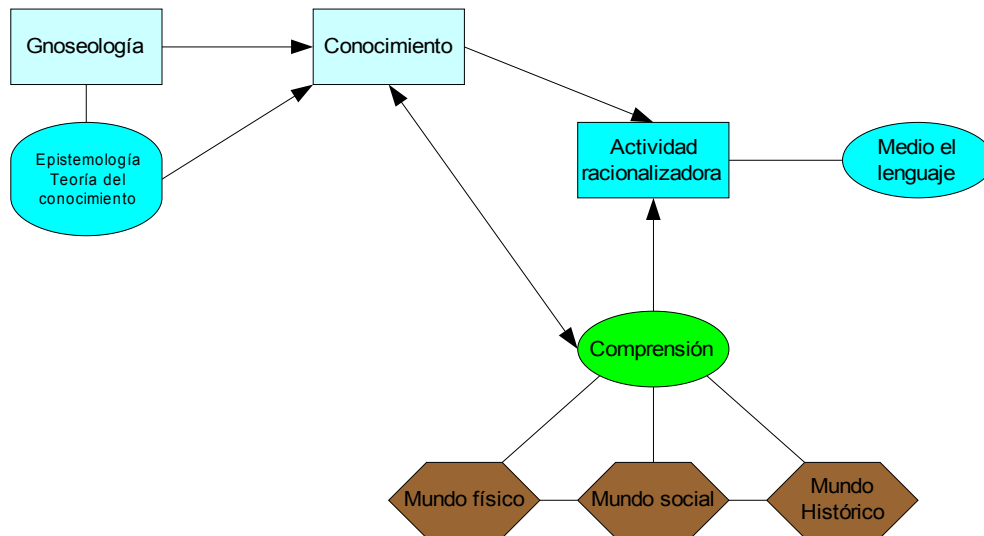 Gnoseología
Conocimiento
Epistemología
Teoría del
conocimiento
Actividad
racionalizadora
Medio el
lenguaje
Comprensión
Mundo físico
Mundo social
Mundo
Histórico